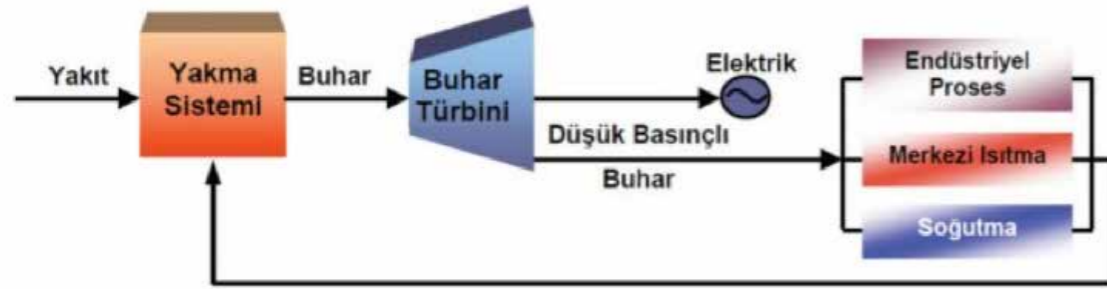 Yakıt
Yakma
Sistemi
Buhar
Buhar
Türbini
Elektrik
Düşük Basınçlı
Buhar
Endüstriyel
Proses
Merkezi Isıtma
Soğutma